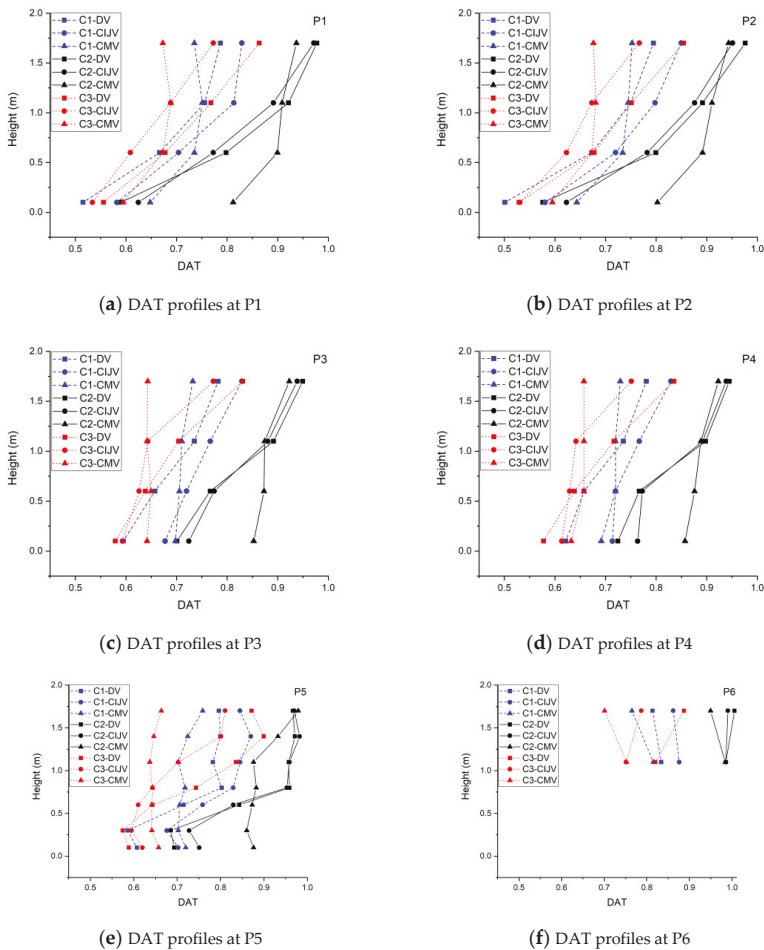 P1
C1-DV
C1-CIJV
C1-CMV
C2-DV
C2-CIJV
C2-CMV
C3-DV
C3-CIJV
C3-CMV
Height (m)
2.0
1.5
1.0
0.5
0.0
0.5 0.6 0.7 0.8 0.9 1.0
DAT
(a) DAT profiles at P1
P2
C1-DV
C1-CIJV
C1-CMV
C2-DV
C2-CIJV
C2-CMV
C3-DV
C3-CIJV
C3-CMV
Height (m)
2.0
1.5
1.0
0.5
0.0
0.5 0.6 0.7 0.8 0.9 1.0
DAT
(b) DAT profiles at P2
P3
C1-DV
C1-CIJV
C1-CMV
C2-DV
C2-CIJV
C2-CMV
C3-DV
C3-CIJV
C3-CMV
Height (m)
2.0
1.5
1.0
0.5
0.0
0.5 0.6 0.7 0.8 0.9 1.0
DAT
(c) DAT profiles at P3
P4
C1-DV
C1-CIJV
C1-CMV
C2-DV
C2-CIJV
C2-CMV
C3-DV
C3-CIJV
C3-CMV
Height (m)
2.0
1.5
1.0
0.5
0.0
0.5 0.6 0.7 0.8 0.9 1.0
DAT
(d) DAT profiles at P4
P5
C1-DV
C1-CIJV
C1-CMV
C2-DV
C2-CIJV
C2-CMV
C3-DV
C3-CIJV
C3-CMV
Height (m)
2.0
1.5
1.0
0.5
0.0
0.5 0.6 0.7 0.8 0.9 1.0
DAT
(e) DAT profiles at P5
P6
C1-DV
C1-CIJV
C1-CMV
C2-DV
C2-CIJV
C2-CMV
C3-DV
C3-CIJV
C3-CMV
Height (m)
2.0
1.5
1.0
0.5
0.0
0.5 0.6 0.7 0.8 0.9 1.0
DAT
(f) DAT profiles at P6